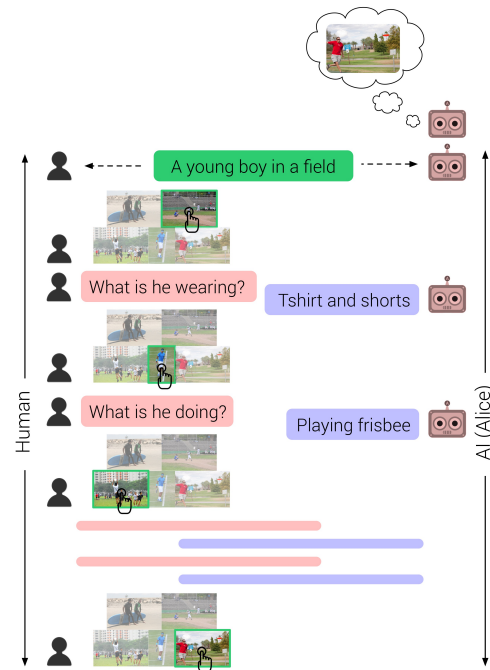 A young boy in a field
What is he wearing?
Tshirt and shorts
What is he doing?
Playing frisbee
Human
AI (Alice)